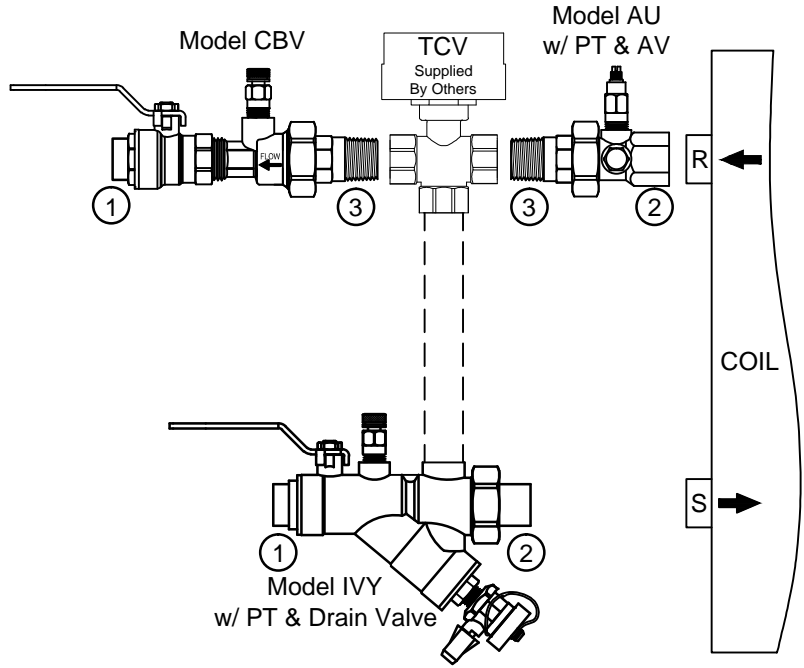 Model AU
w/ PT & AV
Model CBV
TCV
Supplied
By Others
FLOW
R
1
3
3
2
COIL
S
1
2
Model IVY
w/ PT & Drain Valve